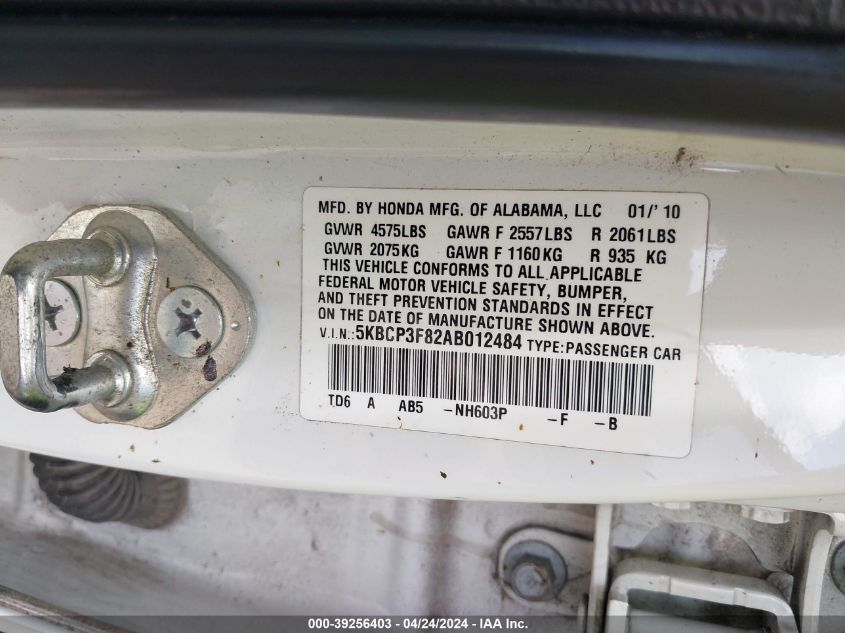 MFD. BY HONDA MFG. OF ALABAMA, LLC 01/'10
GVWR 4575LBS GAWR F 2557LBS R 2061LBS
GVWR 2075KG GAWR F 1160KG R 935 KG
THIS VEHICLE CONFORMS TO ALL APPLICABLE
FEDERAL MOTOR VEHICLE SAFETY, BUMPER,
AND THEFT PREVENTION STANDARDS IN EFFECT
ON THE DATE OF MANUFACTURE SHOWN ABOVE.
V.I.N.: 5KBCP3F82AB012484 TYPE:PASSENGER CAR
TD6 A AB5 -NH603P -F -B
000-39256403 - 04/24/2024 - IAA Inc.